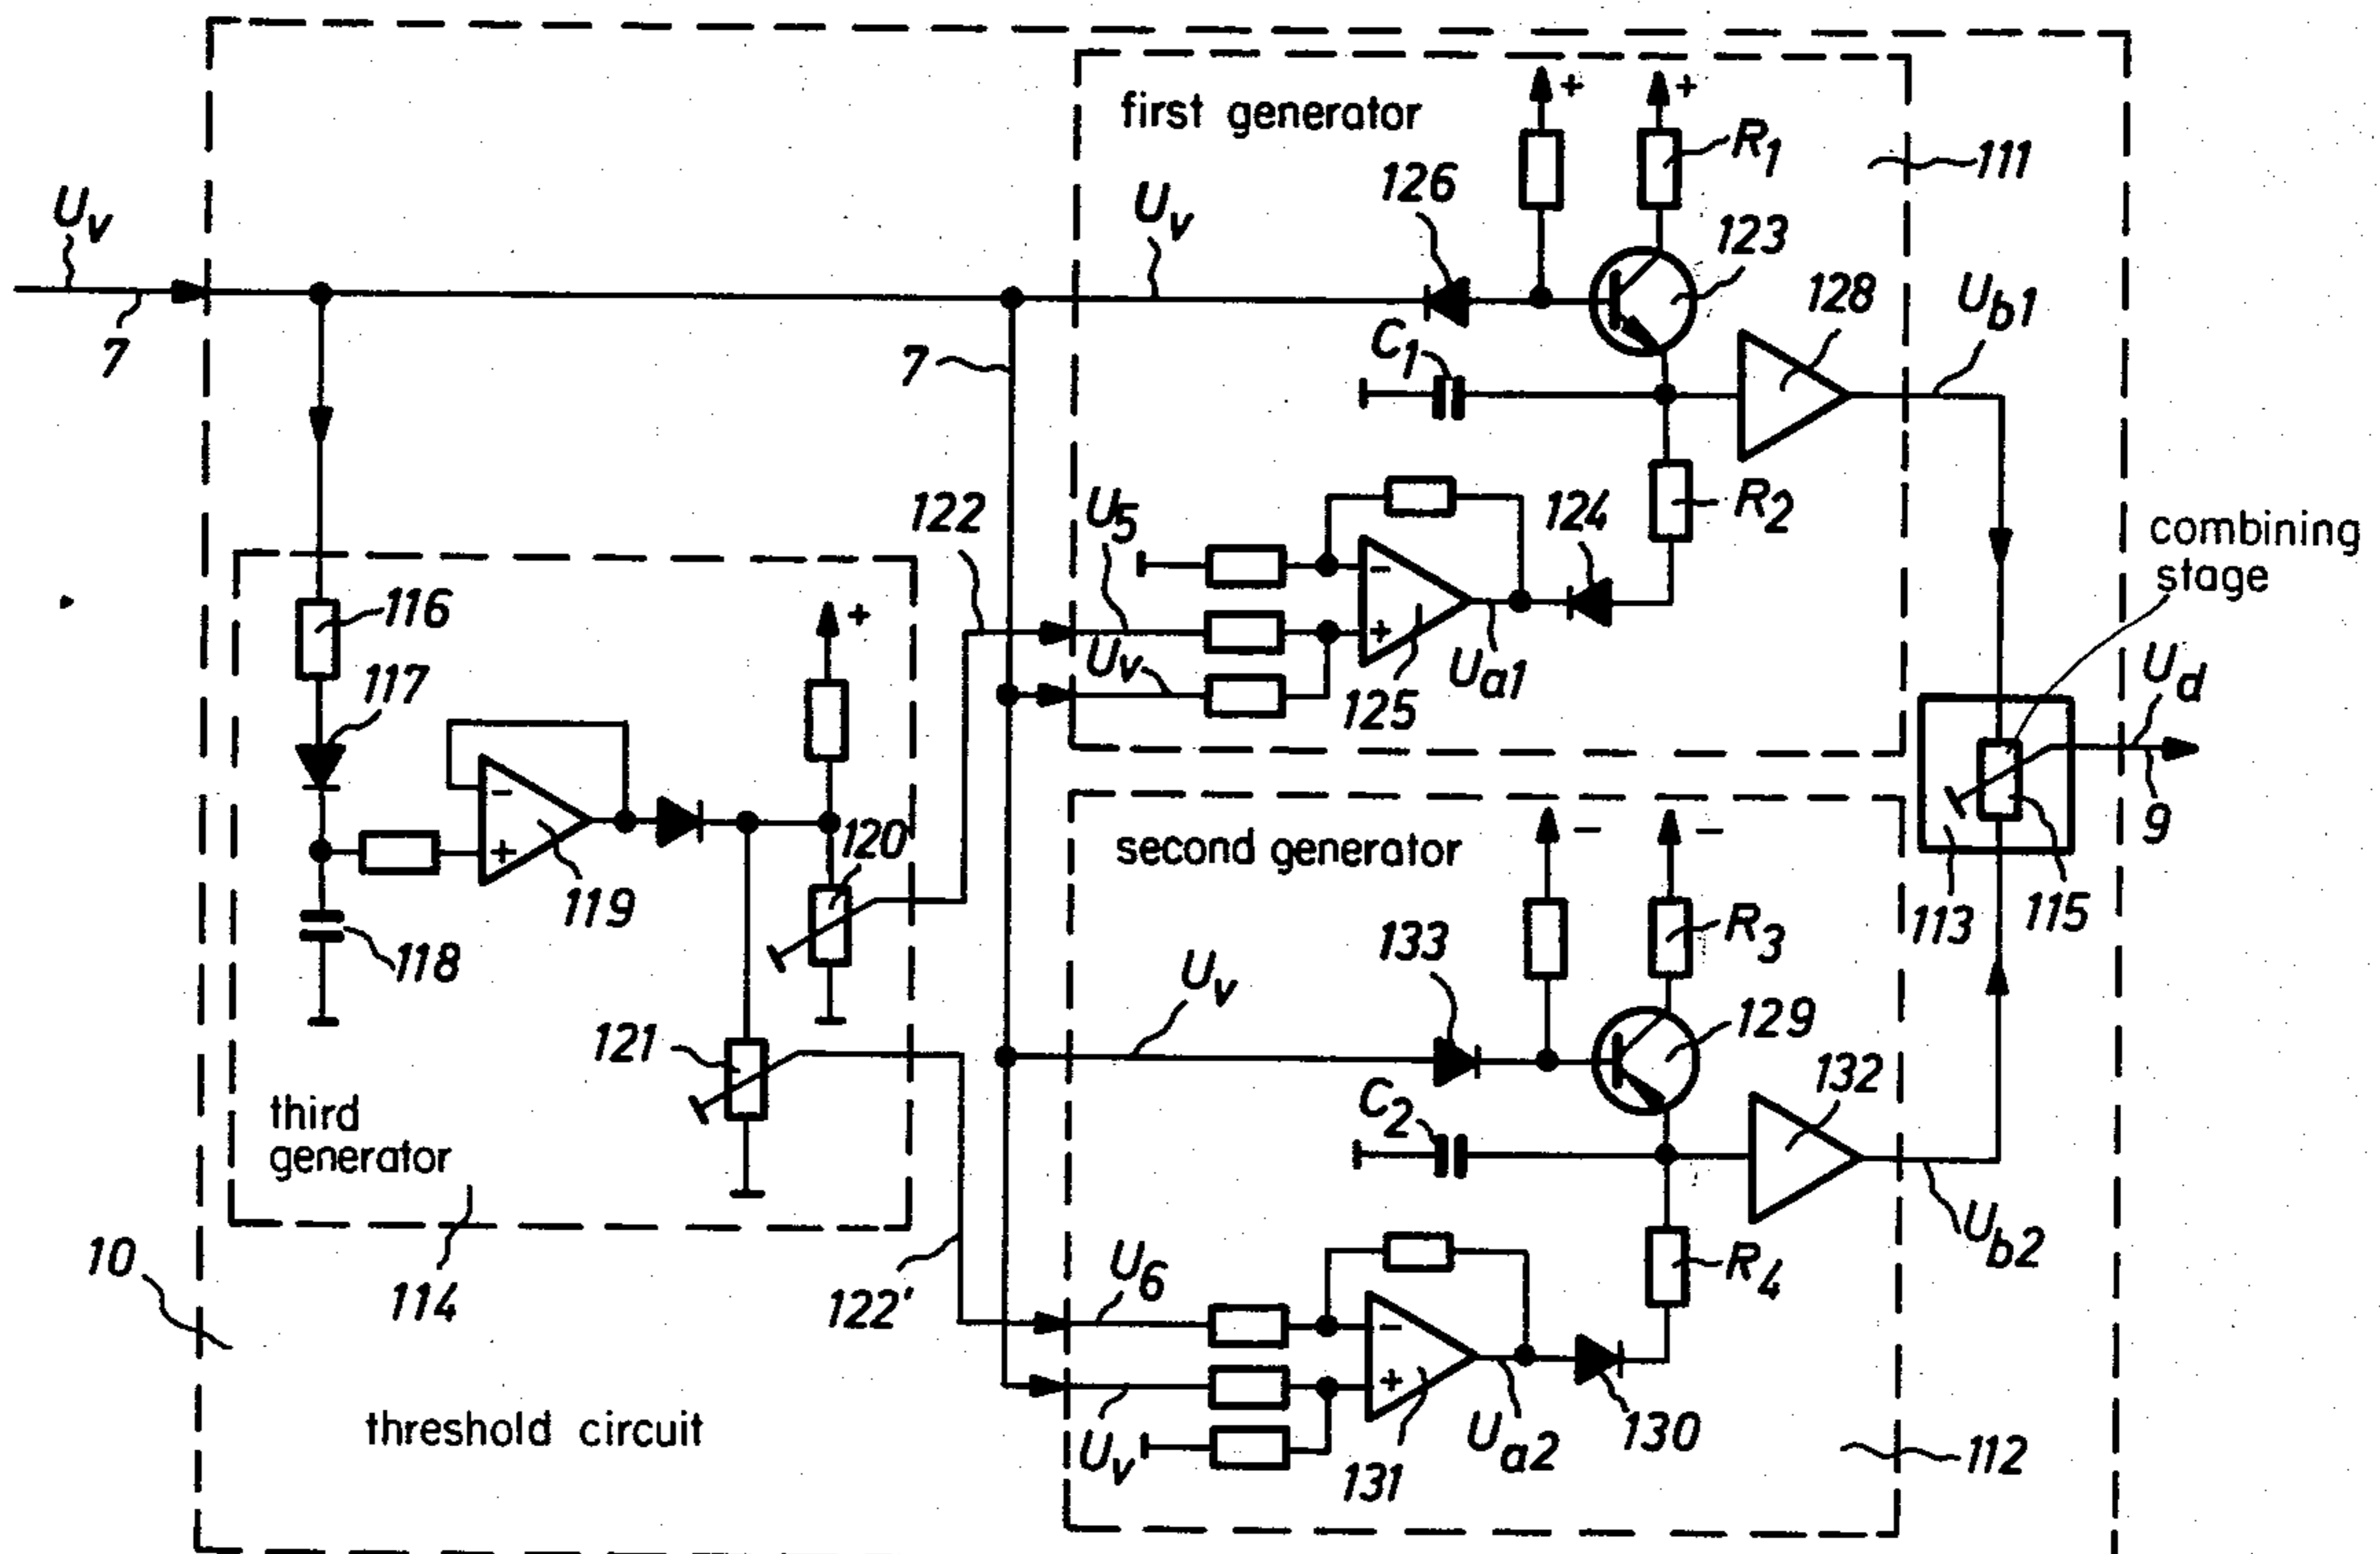 first generator
+
+
R1
111
126
Uv
Uv
123
128
Ub1
7
7
C1
122
U5
124
R2
combining
stage
116
+
-
+
Uv
125
Ua1
Ud
117
9
-
+
119
120
118
second generator
-
-
113
115
133
R3
Uv
129
121
C2
132
third
generator
Ub2
10
114
122'
U6
R4
-
+
threshold circuit
Uv
131
Ua2
130
112